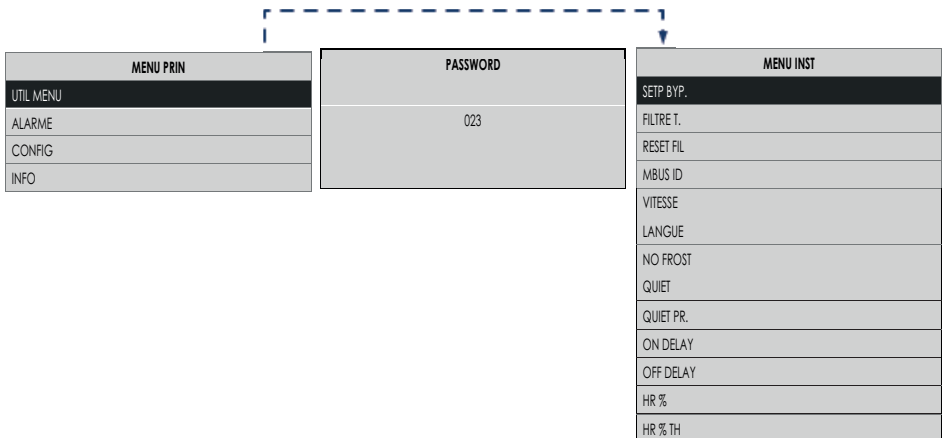 MENU PRIN
UTIL MENU
ALARME
CONFIG
INFO
PASSWORD
023
MENU INST
SETP BYP.
FILTRE T.
RESET FIL
MBUS ID
VITESSE
LANGUE
NO FROST
QUIET
QUIET PR.
ON DELAY
OFF DELAY
HR %
HR % TH